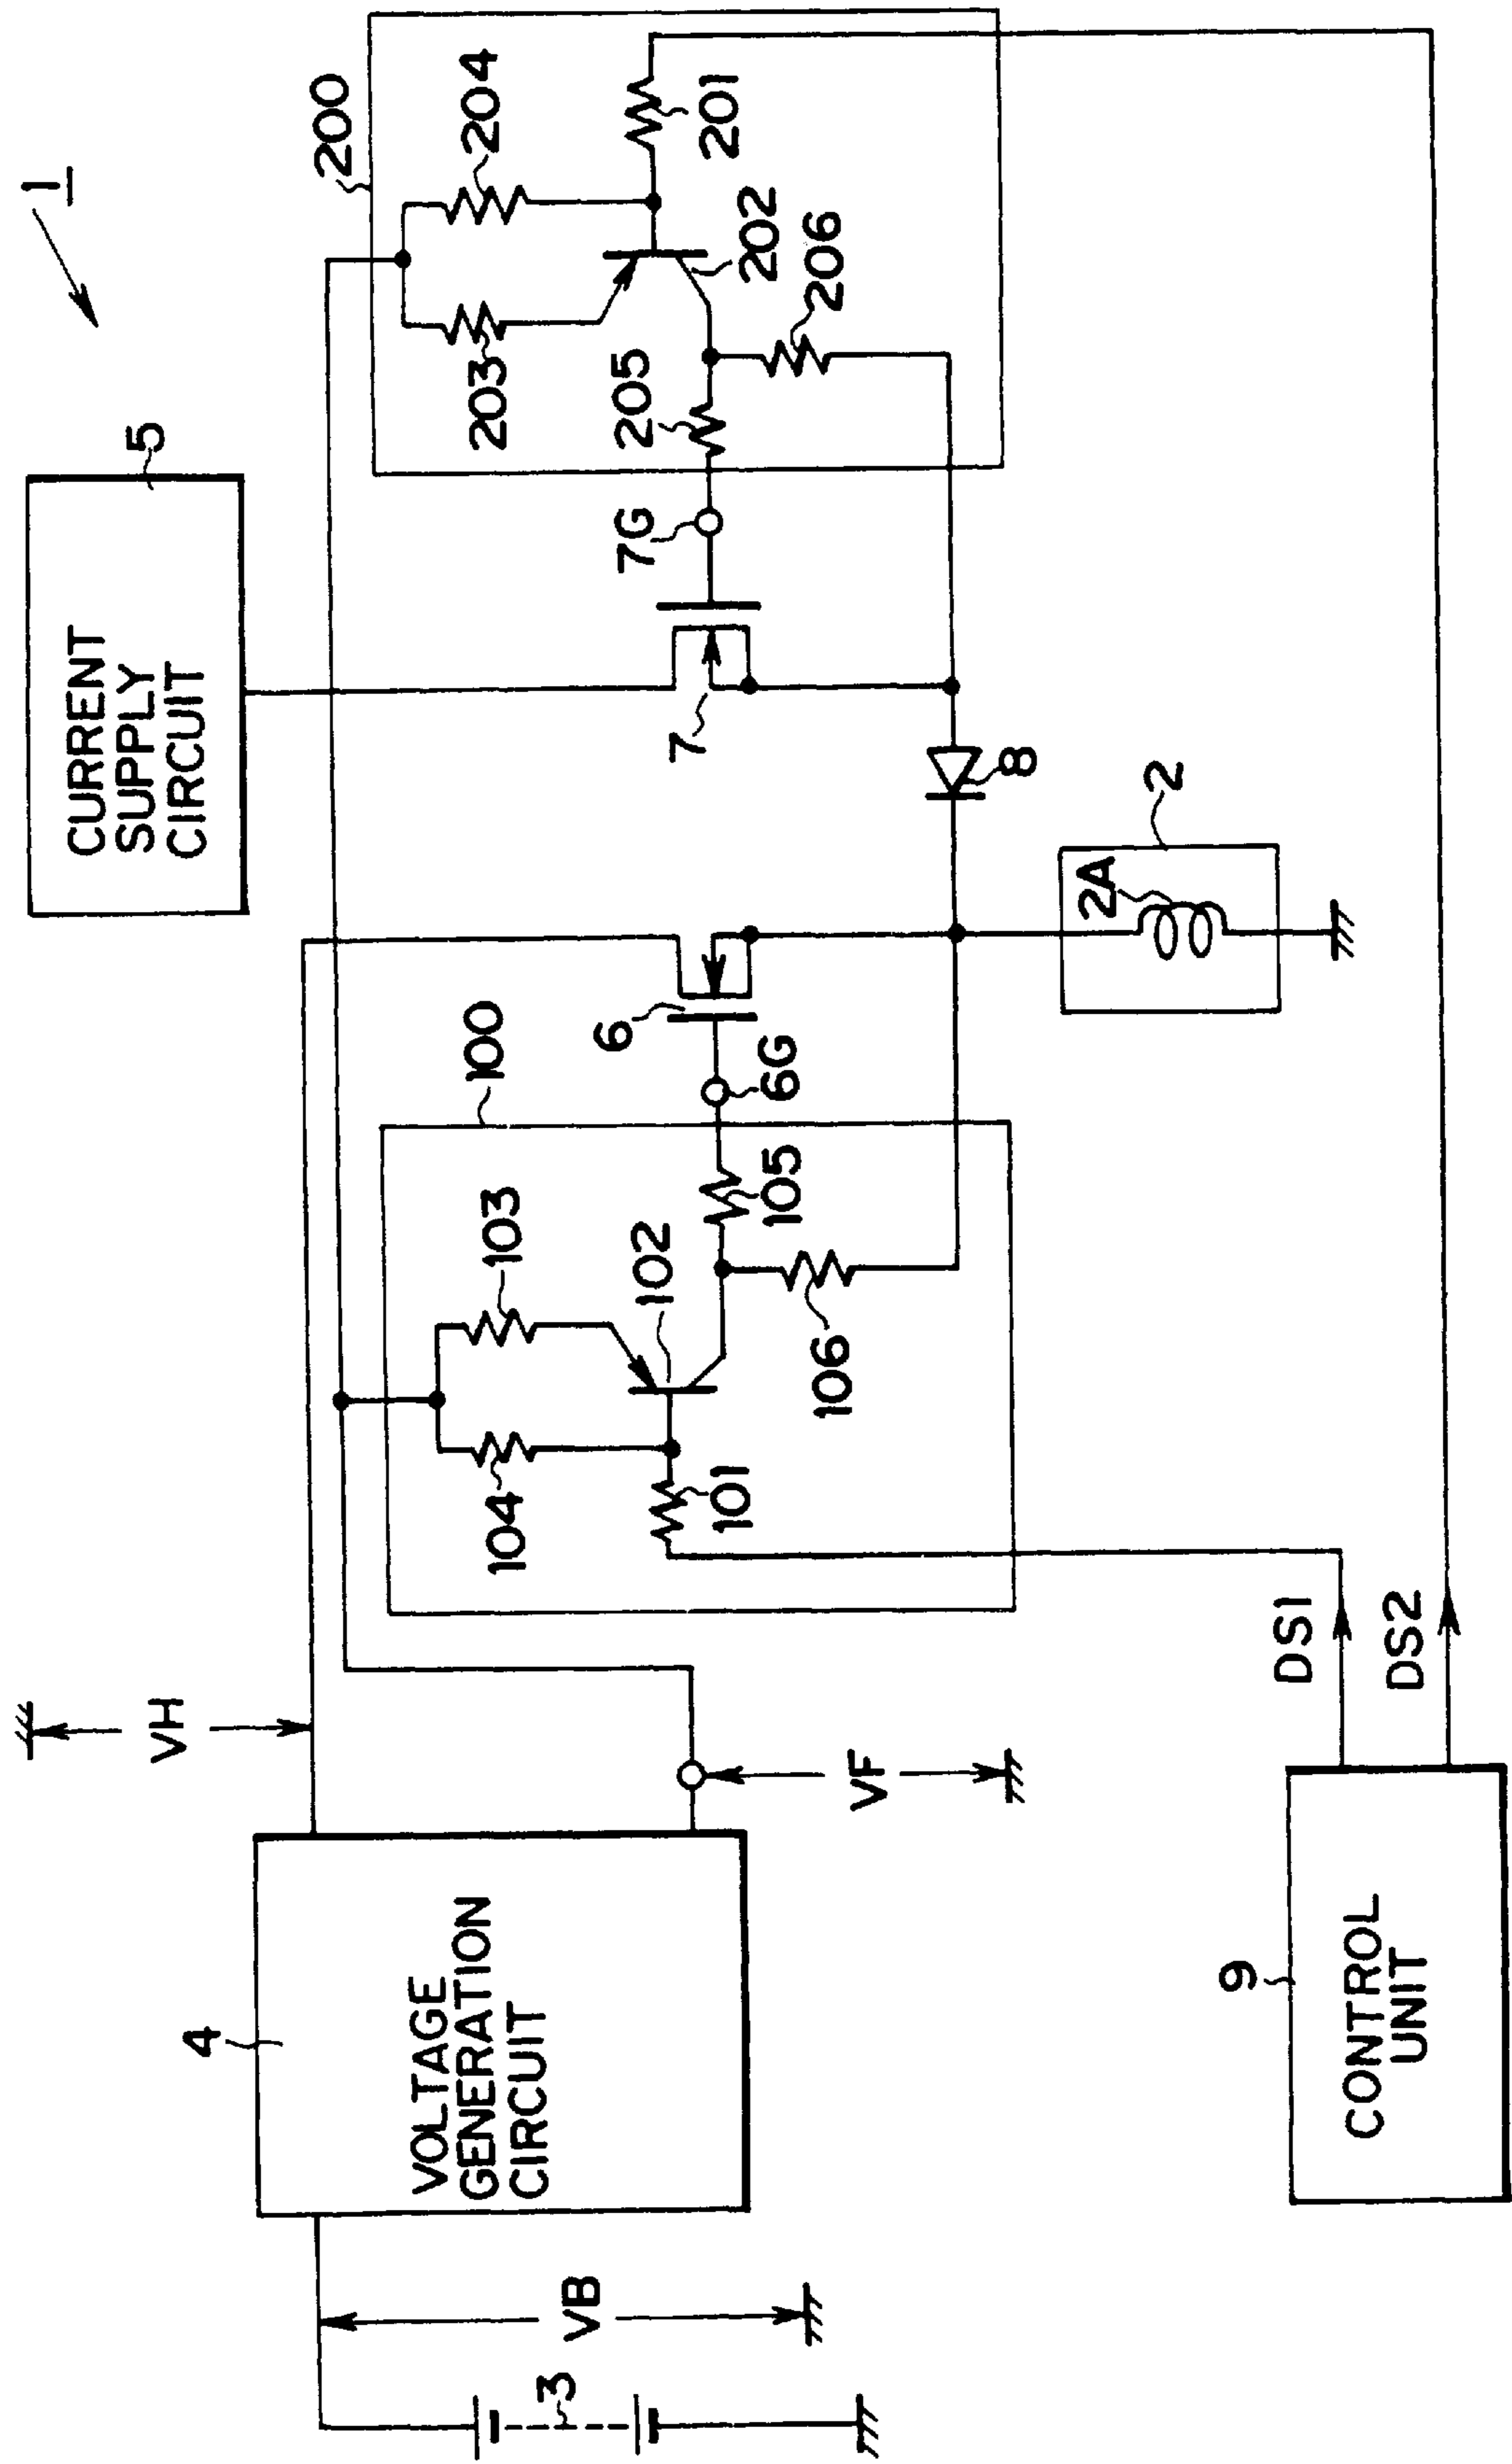 1
CURRENT
SUPPLY
CIRCUIT
5
200
204
203
201
202
205
206
7G
7
8
2
2A
6
6G
100
103
104
102
105
101
106
VH
VF
4
VOLTAGE
GENERATION
CIRCUIT
VB
3
DS1
DS2
9
CONTROL
UNIT